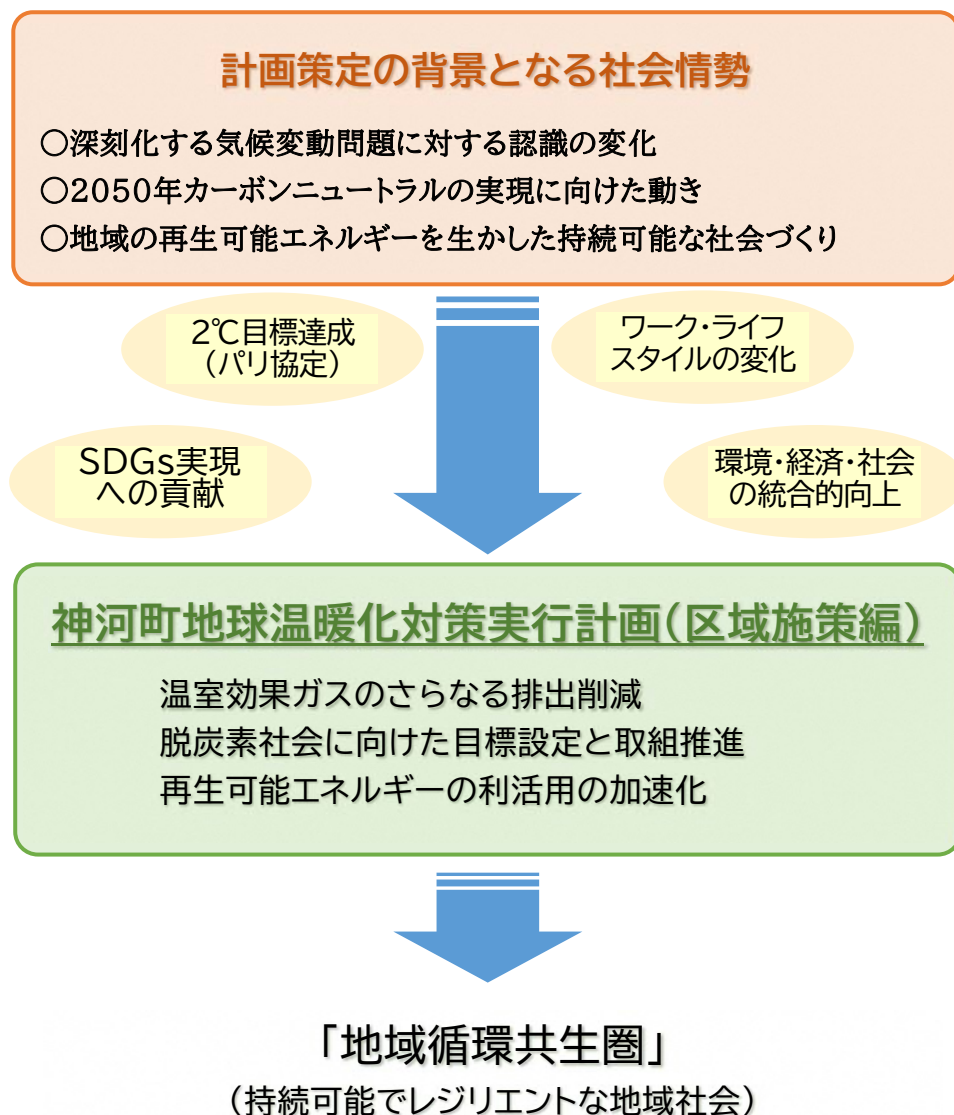 計画策定の背景となる社会情勢
〇深刻化する気候変動問題に対する認識の変化
〇2050年カーボンニュートラルの実現に向けた動き
〇地域の再生可能エネルギーを生かした持続可能な社会づくり
2℃目標達成
（パリ協定）
ワーク・ライフ
スタイルの変化
SDGs実現
への貢献
環境・経済・社会
の統合的向上
神河町地球温暖化対策実行計画（区域施策編）
温室効果ガスのさらなる排出削減
脱炭素社会に向けた目標設定と取組推進
再生可能エネルギーの利活用の加速化
「地域循環共生圏」
（持続可能でレジリエントな地域社会）